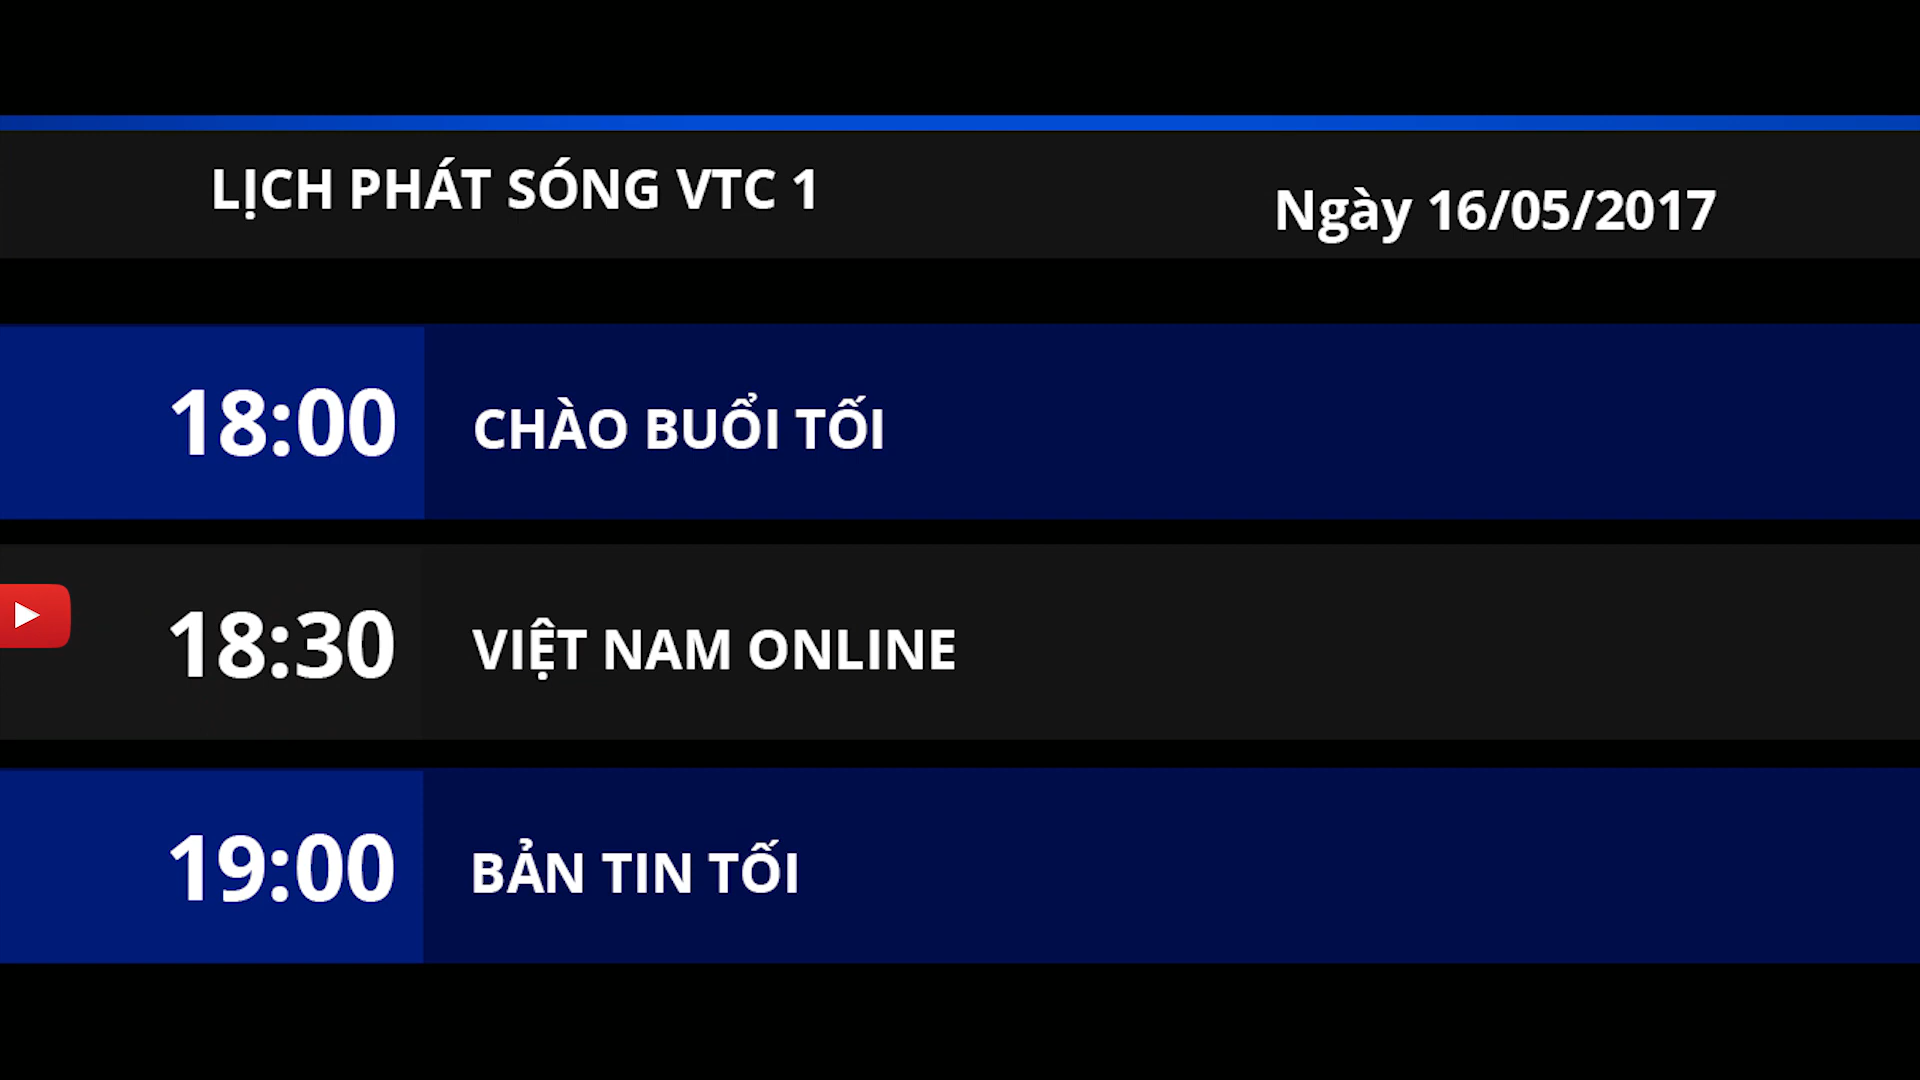 LỊCH PHÁT SÓNG VTC 1
Ngày 16/05/2017
18:00 CHÀO BUỔI TỐI
18:30 VIỆT NAM ONLINE
19:00 BẢN TIN TỐI